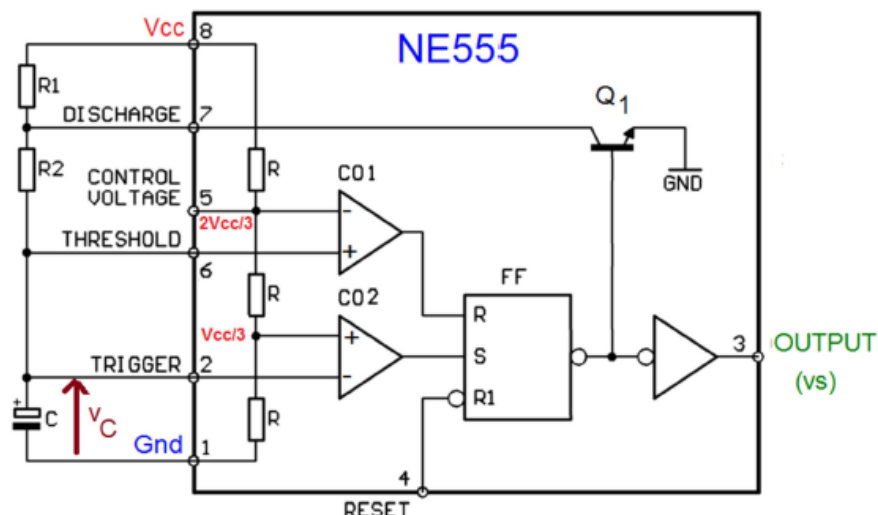 Vcc
8
NE555
R1
DISCHARGE
7
Q1
R2
R
GND
CONTROL
VOLTAGE
5
CO1
2Vcc/3
-
THRESHOLD
+
6
R
FF
CO2
R
Vcc/3
+
S
3
OUTPUT
TRIGGER
2
-
(vs)
+
C
vC
R
R1
Gnd
1
4
RESET